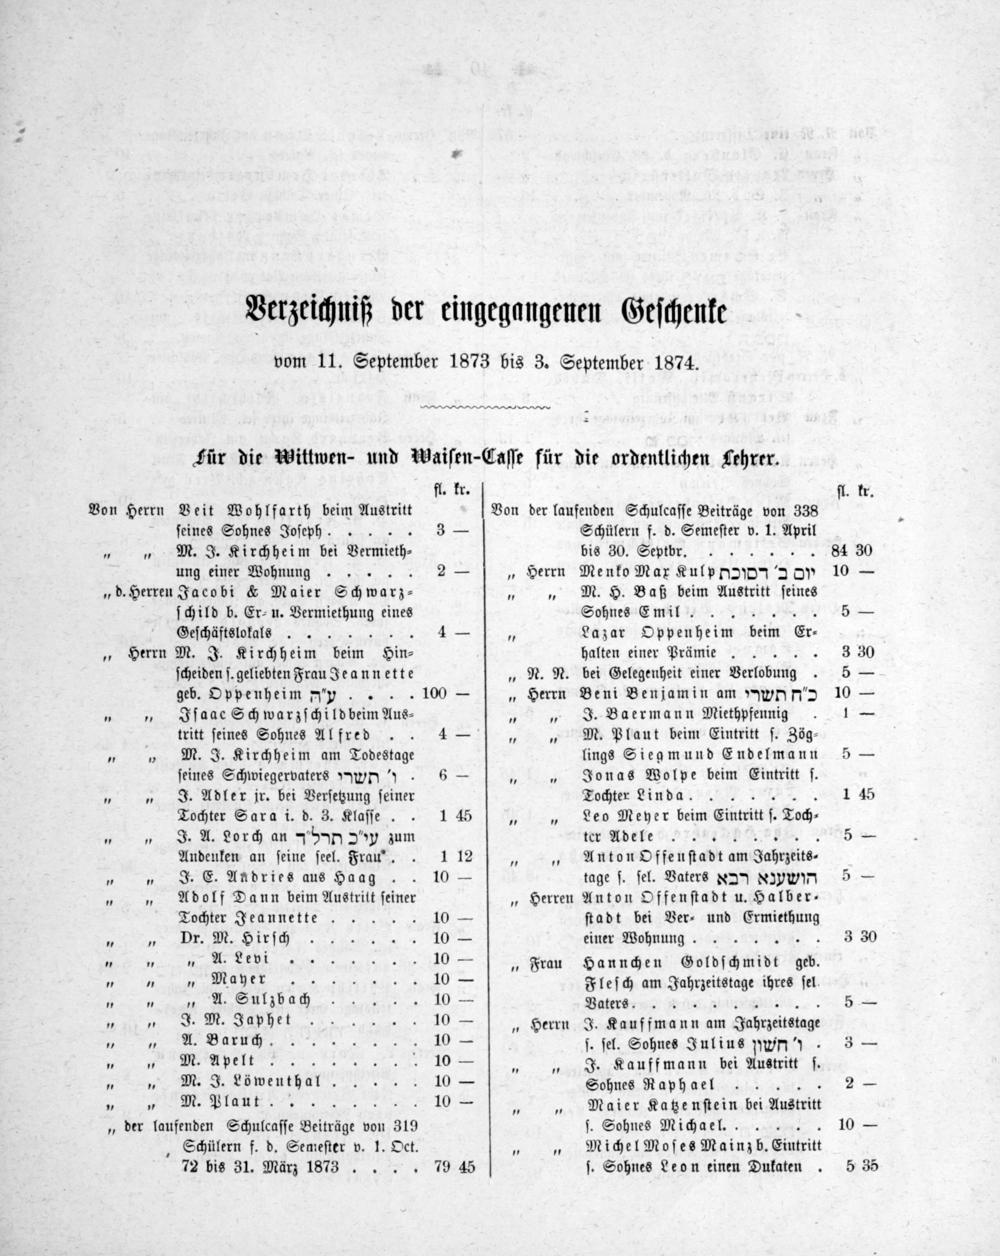 Verzeichniß der eingegangenen Geschenke
vom 11. September 1873 bis 3. September 1874.
Für die Wittwen- und Waisen-Casse für die ordentlichen Lehrer.
fl. kr.
Von Herrn Veit Wohlfarth beim Austritt
seines Sohnes Joseph . . . . . 3 —
„ „ M. J. Kirchheim bei Vermieth-
ung einer Wohnung . . . . . 2 —
„ d. Herren Jacobi & Maier Schwarz-
schild b. Er- u. Vermiethung eines
Geschäftslokals . . . . . . . 4 —
„ Herrn M. J. Kirchheim beim Hin-
scheiden s. geliebten Frau Jeannette
geb. Oppenheim ע"ה . . . . 100 —
„ „ Isaac Schwarzschild beim Aus-
tritt seines Sohnes Alfred . . 4 —
„ „ M. J. Kirchheim am Todestage
seines Schwiegervaters ו' תשרי . 6 —
„ „ J. Adler jr. bei Versetzung seiner
Tochter Sara i. d. 3. Klasse . . 1 45
„ „ J. A. Lorch an עי"כ תרל"ד zum
Andenken an seine seel. Frau . . 1 12
„ „ J. E. Andries aus Haag . . 10 —
„ „ Adolf Dann beim Austritt seiner
Tochter Jeannette . . . . . 10 —
„ „ Dr. M. Hirsch . . . . . . 10 —
„ „ „ A. Levi . . . . . . . 10 —
„ „ „ Mayer . . . . . . . 10 —
„ „ „ A. Sulzbach . . . . . 10 —
„ „ J. M. Japhet . . . . . . 10 —
„ „ A. Baruch . . . . . . . . 10 —
„ „ M. Apelt . . . . . . . . 10 —
„ „ M. J. Löwenthal . . . . . 10 —
„ „ M. Plaut . . . . . . . . 10 —
„ der laufenden Schulcasse Beiträge von 319
Schülern f. d. Semester v. 1. Oct.
72 bis 31. März 1873 . . . . 79 45
fl. kr.
Von der laufenden Schulcasse Beiträge von 338
Schülern f. d. Semester v. 1. April
bis 30. Septbr. . . . . . . 84 30
„ Herrn Menko Max Kulp יום ב' דסוכת 10 —
„ „ M. H. Baß beim Austritt seines
Sohnes Emil . . . . . . . 5 —
„ Lazar Oppenheim beim Er-
halten einer Prämie . . . . . 3 30
„ N. N. bei Gelegenheit einer Verlobung . 5 —
„ Herrn Beni Benjamin am כ"ח תשרי 10 —
„ „ J. Baermann Miethpfennig . 1 —
„ „ M. Plaut beim Eintritt s. Zög-
lings Siegmund Endelmann 5 —
„ „ Jonas Wolpe beim Eintritt s.
Tochter Linda . . . . . . . 1 45
„ „ Leo Meyer beim Eintritt s. Toch-
ter Adele . . . . . . . . 5 —
„ „ Anton Offenstadt am Jahrzeits-
tage s. sel. Vaters הושענא רבא 5 —
„ Herren Anton Offenstadt u. Halber-
stadt bei Ver- und Ermiethung
einer Wohnung . . . . . . . 3 30
„ Frau Hannchen Goldschmidt geb.
Flesch am Jahrzeitstage ihres sel.
Vaters . . . . . . . . . . 5 —
„ Herrn J. Kauffmann am Jahrzeitstage
s. sel. Sohnes Julius ו' חשון . 3 —
„ „ J. Kauffmann bei Austritt s.
Sohnes Raphael . . . . . 2 —
„ „ Maier Katzenstein bei Austritt
s. Sohnes Michael . . . . . . 10 —
„ „ Michel Moses Mainz b. Eintritt
s. Sohnes Leon einen Dukaten . 5 35